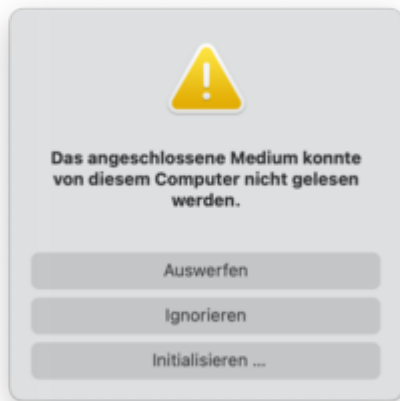 Das angeschlossene Medium konnte
von diesem Computer nicht gelesen
werden.
Auswerfen
Ignorieren
Initialisieren ...